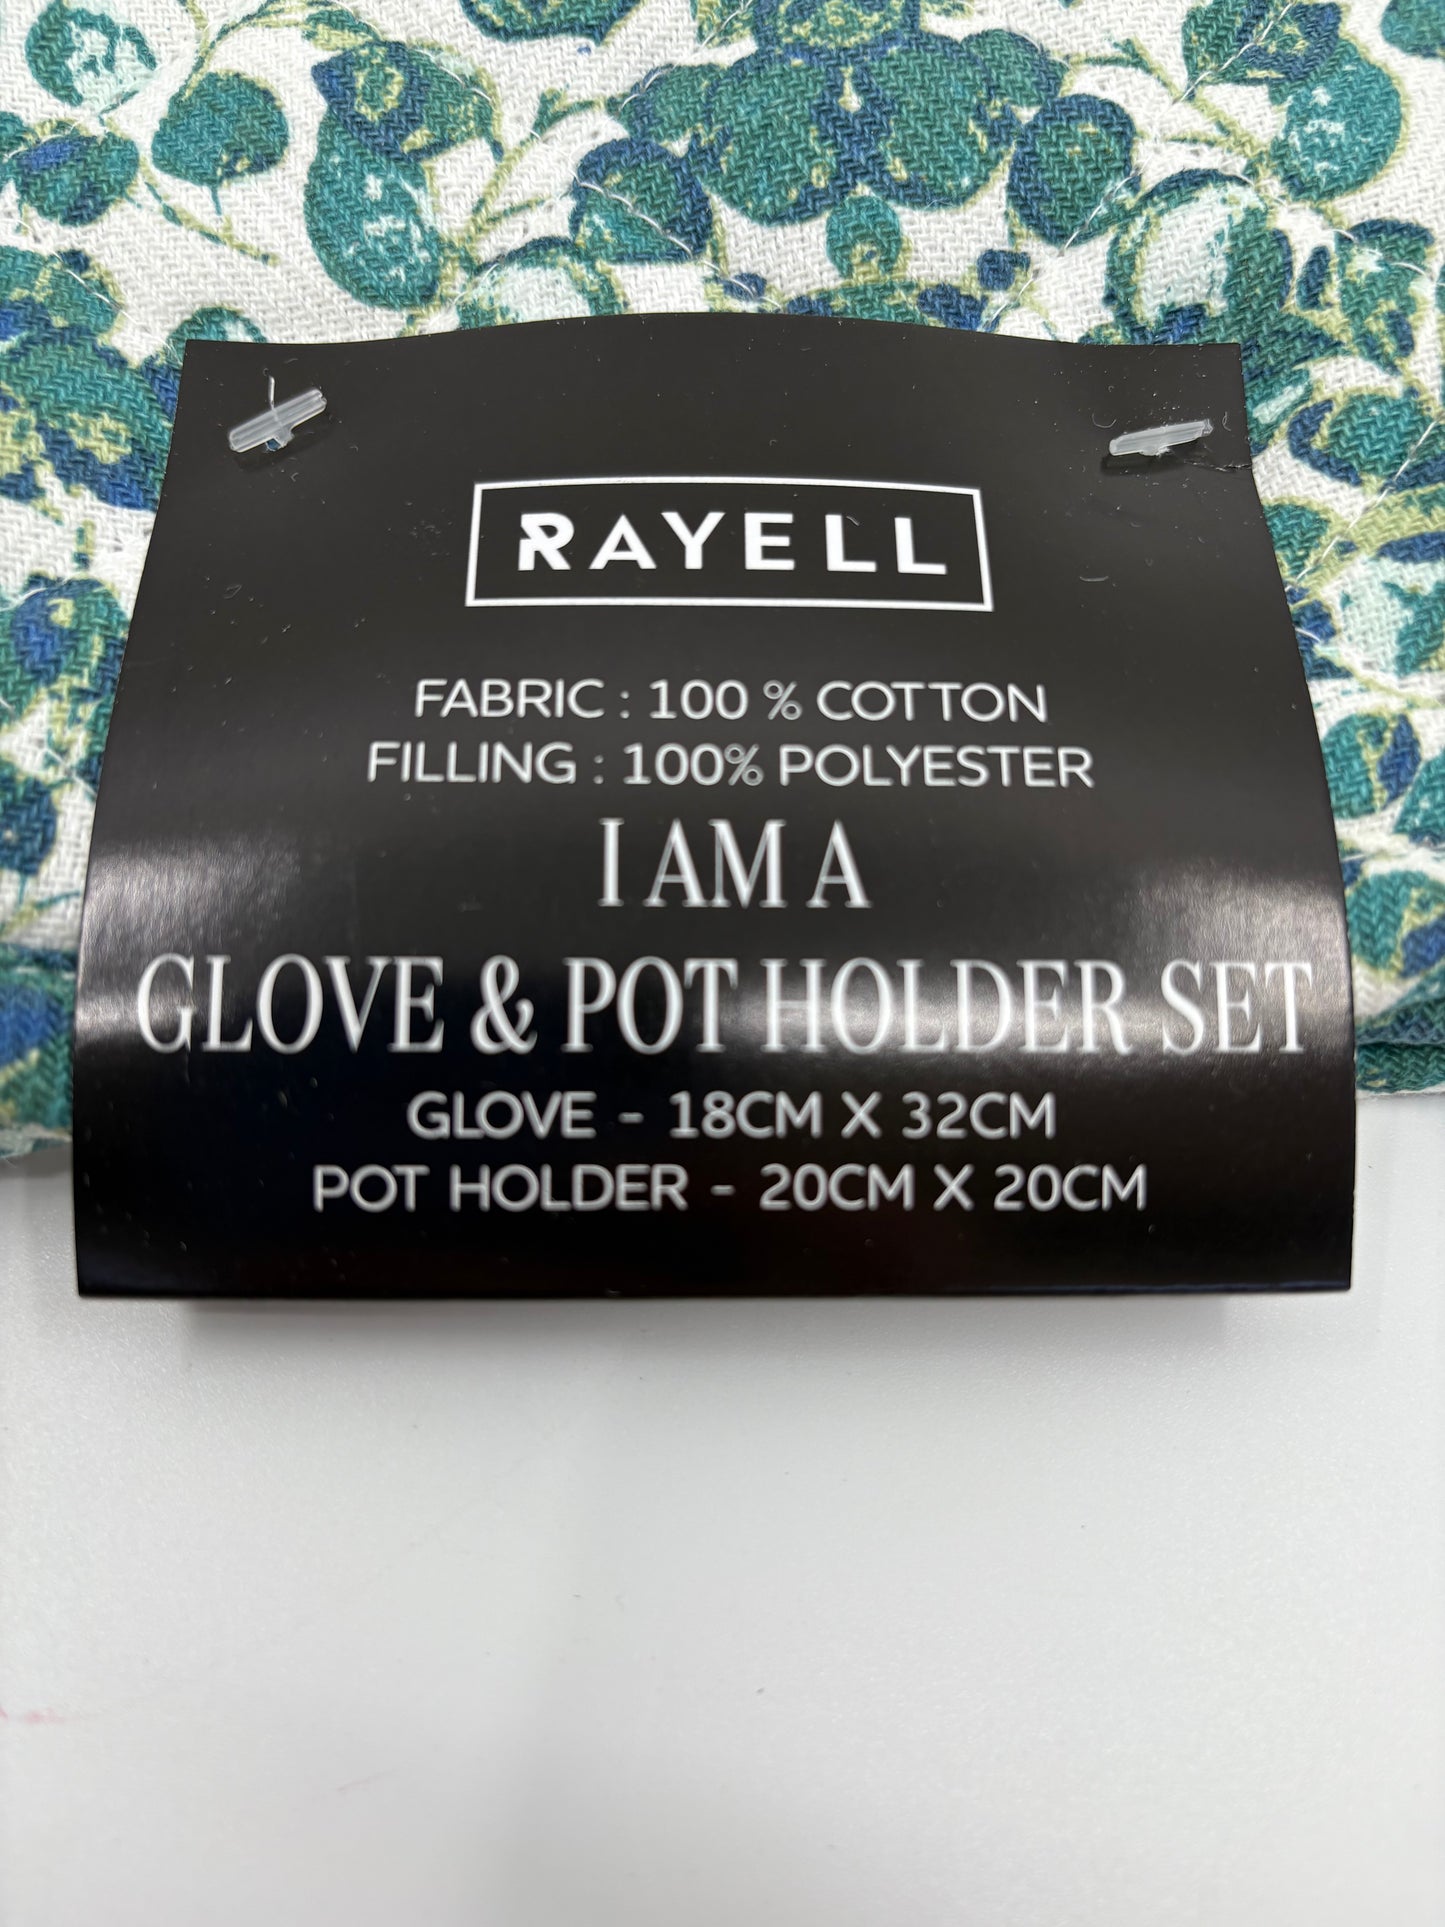 RAYELL
FABRIC : 100 % COTTON
FILLING : 100% POLYESTER
I AM A
GLOVE & POT HOLDER SET
GLOVE - 18CM X 32CM
POT HOLDER - 20CM X 20CM